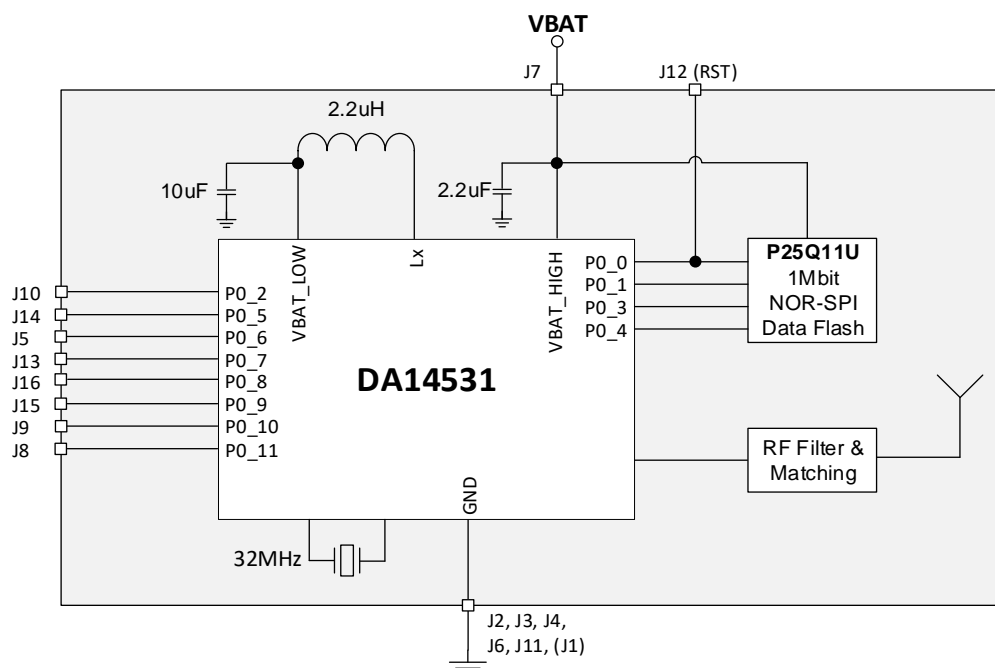 VBAT
J7
J12 (RST)
2.2uH
10uF
2.2uF
VBAT_LOW
Lx
VBAT_HIGH
P0_0
P0_1
P0_3
P0_4
P25Q11U
1Mbit
NOR-SPI
Data Flash
J10
P0_2
J14
P0_5
J5
P0_6
J13
P0_7
J16
P0_8
J15
P0_9
J9
P0_10
J8
P0_11
DA14531
RF Filter &
Matching
GND
32MHz
J2, J3, J4,
J6, J11, (J1)